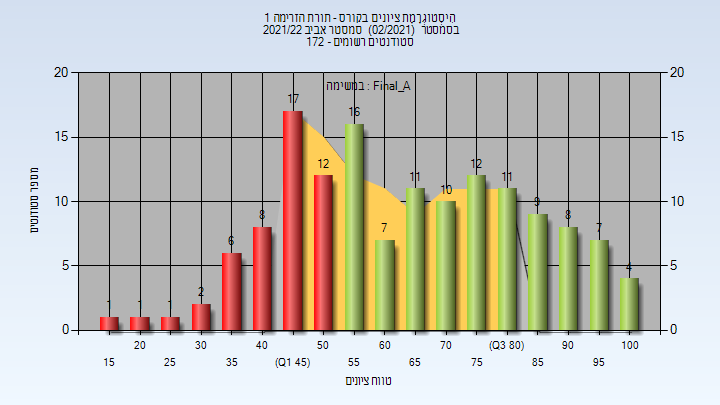 היסטוגרמת ציונים בקורס - תורת הזרימה 1
בסמסטר (02/2021) סמסטר אביב 2021/22
סטודנטים רשומים - 172
במשימה : Final_A
מספר סטודנטים
20 20
15 15
10 10
5 5
0 0
1 1 1 2 6 8 17 12 16 7 11 10 12 11 9 8 7 4
20 30 40 50 60 70 (Q3 80) 90 100
15 25 35 (Q1 45) 55 65 75 85 95
טווח ציונים